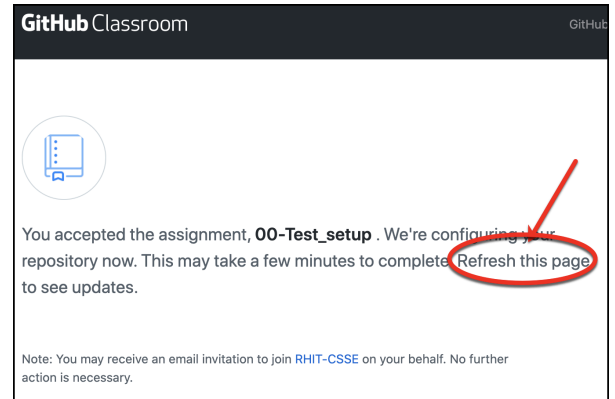 GitHub Classroom
GitHub
You accepted the assignment, 00-Test_setup . We're configuring your
repository now. This may take a few minutes to complete. Refresh this page
to see updates.
Note: You may receive an email invitation to join RHIT-CSSE on your behalf. No further
action is necessary.